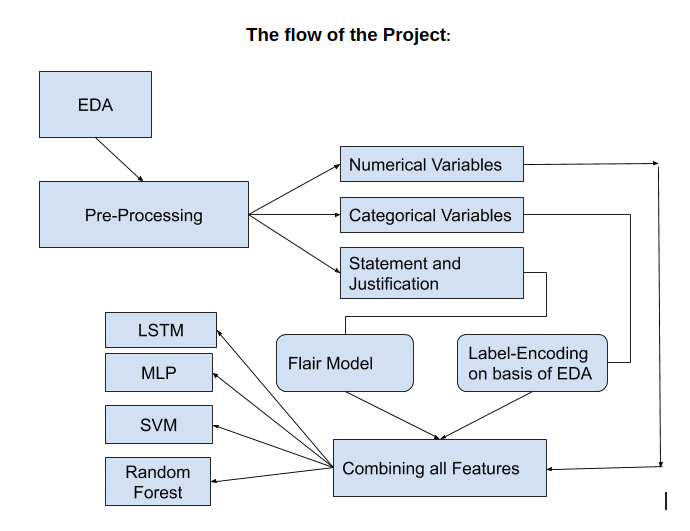 The flow of the Project:
EDA
Pre-Processing
Numerical Variables
Categorical Variables
Statement and
Justification
LSTM
MLP
SVM
Random
Forest
Flair Model
Label-Encoding
on basis of EDA
Combining all Features